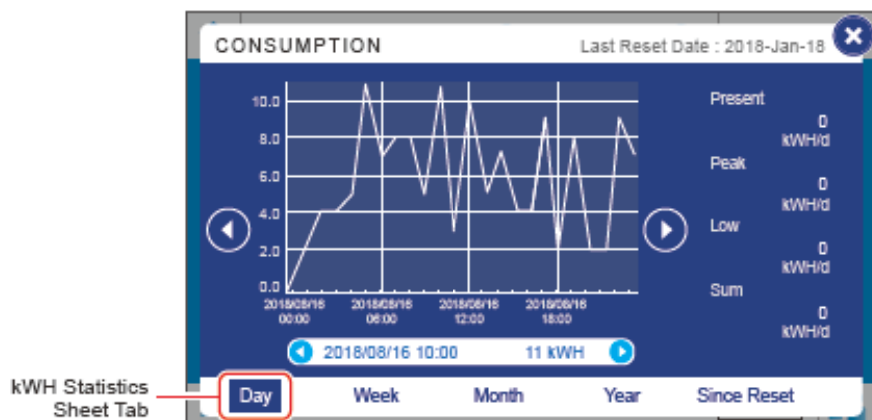 CONSUMPTION
Last Reset Date : 2018-Jan-18
10.0
8.0
6.0
4.0
2.0
0.0
2018/08/16 2018/08/16 2018/08/16 2018/08/16
00:00 06:00 12:00 18:00
Present
0
kWH/d
Peak
0
kWH/d
Low
0
kWH/d
Sum
0
kWH/d
2018/08/16 10:00 11 kWH
Day Week Month Year Since Reset
kWH Statistics
Sheet Tab